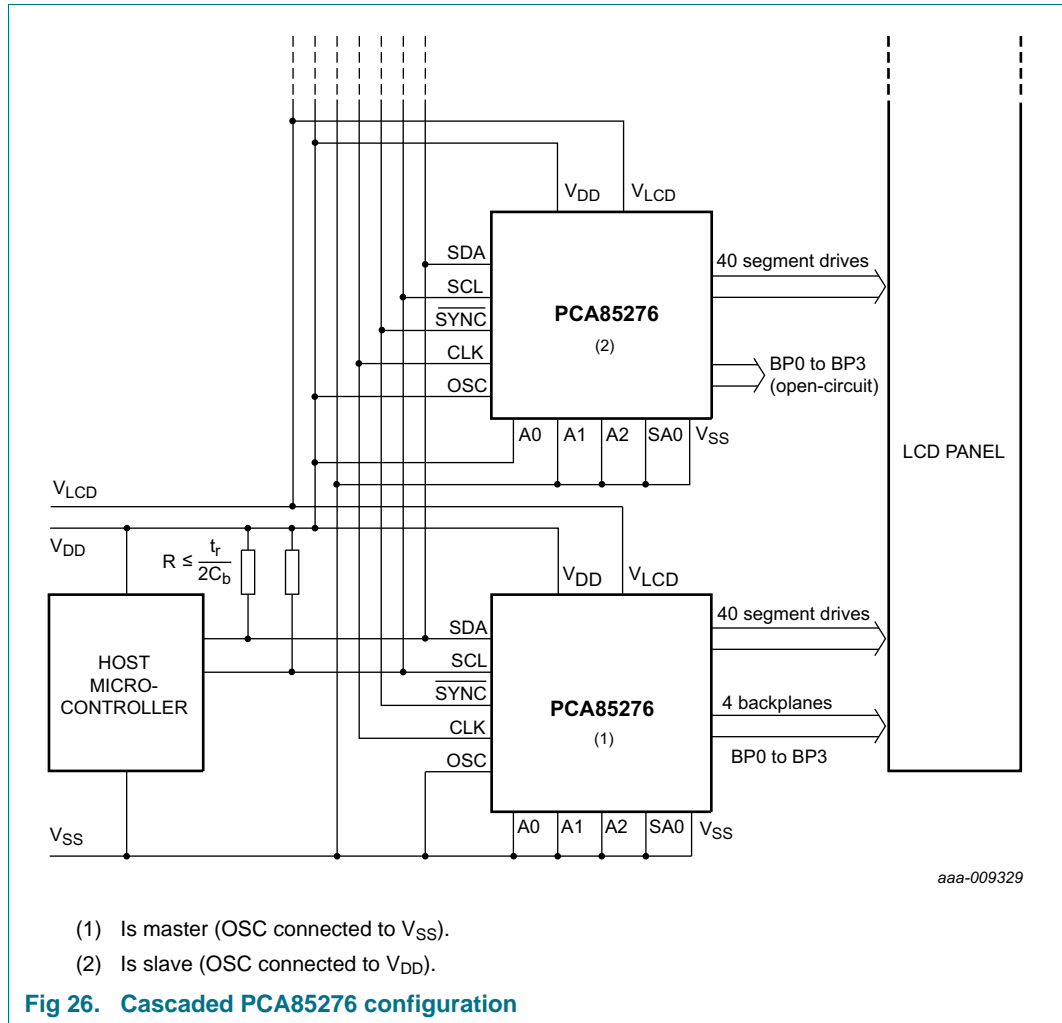 VDD
VLCD
SDA
SCL
SYNC
CLK
OSC
PCA85276
(2)
40 segment drives
BP0 to BP3
(open-circuit)
A0
A1
A2
SA0
VSS
LCD PANEL
VLCD
VDD
R ≤ tr
2Cb
VDD
VLCD
HOST
MICRO-
CONTROLLER
SDA
SCL
SYNC
CLK
OSC
PCA85276
(1)
40 segment drives
4 backplanes
BP0 to BP3
A0
A1
A2
SA0
VSS
VSS
aaa-009329
(1) Is master (OSC connected to VSS).
(2) Is slave (OSC connected to VDD).
Fig 26. Cascaded PCA85276 configuration